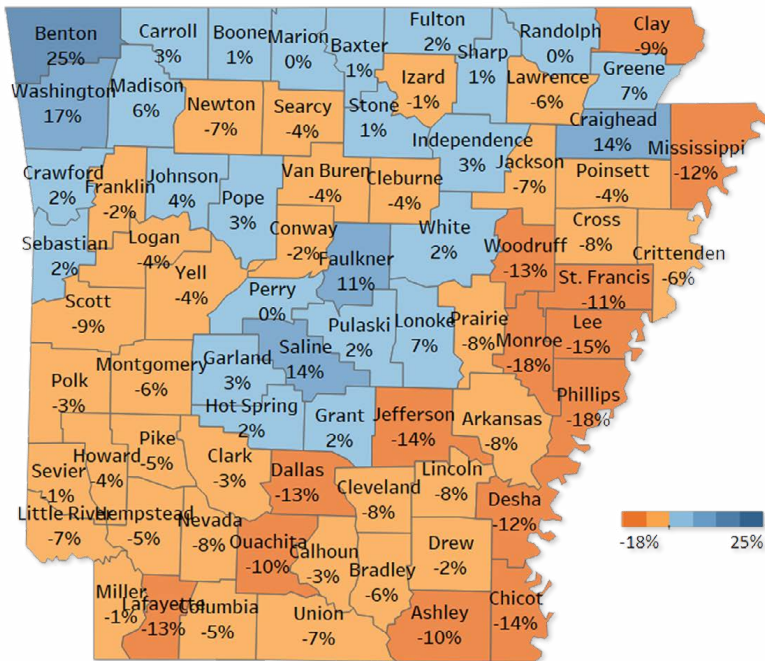 Benton
25%
Carroll
3%
Boone
1%
Marion
0%
Baxter
1%
Fulton
2%
Sharp
1%
Randolph
0%
Clay
-9%
Greene
7%
Washington
17%
Madison
6%
Newton
-7%
Searcy
-4%
Stone
1%
Izard
-1%
Lawrence
-6%
Independence
3%
Craighead
14%
Mississippi
-12%
Crawford
2%
Franklin
-2%
Johnson
4%
Pope
3%
Van Buren
-4%
Cleburne
-4%
Jackson
-7%
Poinsett
-4%
Sebastian
2%
Logan
-4%
Yell
-4%
Conway
-2%
Faulkner
11%
White
2%
Woodruff
-13%
Cross
-8%
Crittenden
-6%
St. Francis
-11%
Scott
-9%
Perry
0%
Pulaski
2%
Lonoke
7%
Prairie
-8%
Monroe
-18%
Lee
-15%
Saline
14%
Garland
3%
Montgomery
-6%
Polk
-3%
Hot Spring
2%
Grant
2%
Jefferson
-14%
Arkansas
-8%
Phillips
-18%
Sevier
-1%
Howard
-4%
Pike
-5%
Clark
-3%
Dallas
-13%
Cleveland
-8%
Lincoln
-8%
Desha
-12%
Little River
-7%
Hempstead
-5%
Nevada
-8%
Ouachita
-10%
Calhoun
-3%
Bradley
-6%
Drew
-2%
Miller
-1%
Lafayette
-13%
Columbia
-5%
Union
-7%
Ashley
-10%
Chicot
-14%
-18%
25%